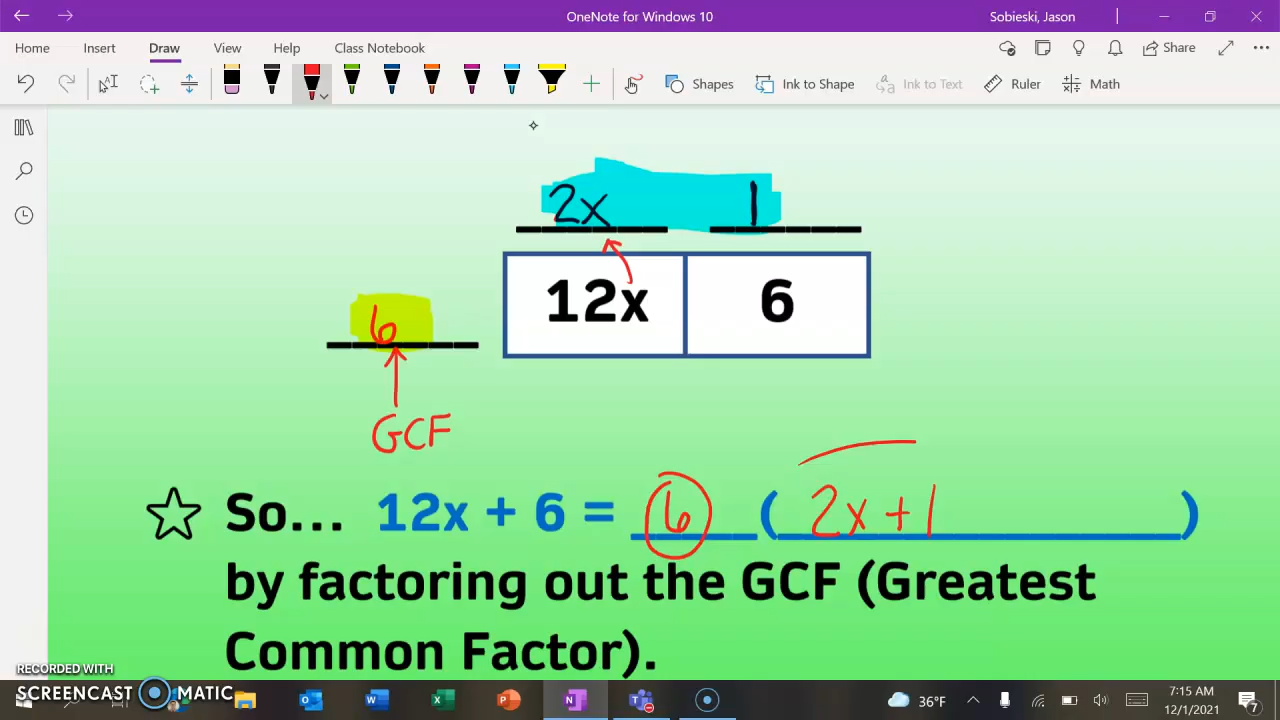 OneNote for Windows 10
Sobieski, Jason
Home Insert Draw View Help Class Notebook
Share
Shapes Ink to Shape Ink to Text Ruler Math
2x 1
12x 6
6
GCF
So... 12x + 6 = 6 ( 2x + 1 )
by factoring out the GCF (Greatest
Common Factor).
RECORDED WITH
SCREENCAST MATIC
36°F
7:15 AM
12/1/2021
7